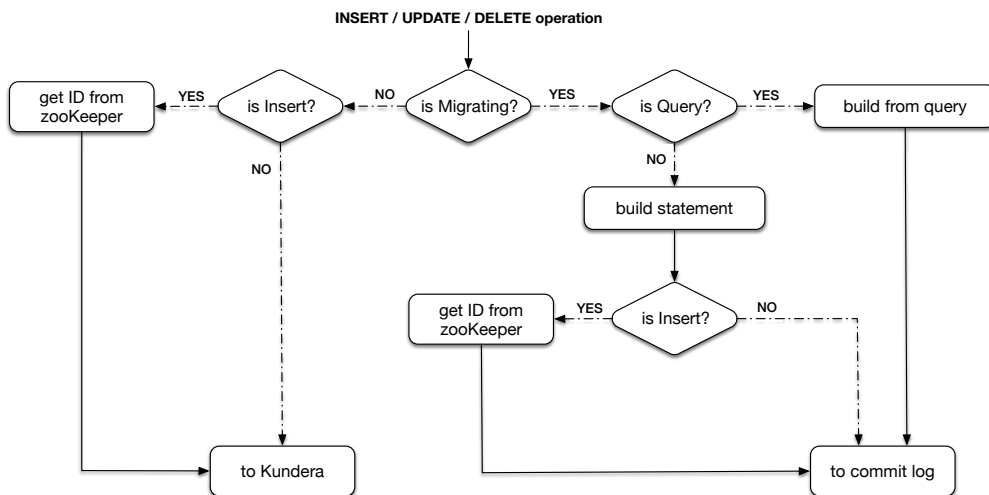 INSERT / UPDATE / DELETE operation
get ID from
zooKeeper
YES
is Insert?
NO
is Migrating?
YES
is Query?
YES
build from query
NO
NO
build statement
get ID from
zooKeeper
YES
is Insert?
NO
to Kundera
to commit log